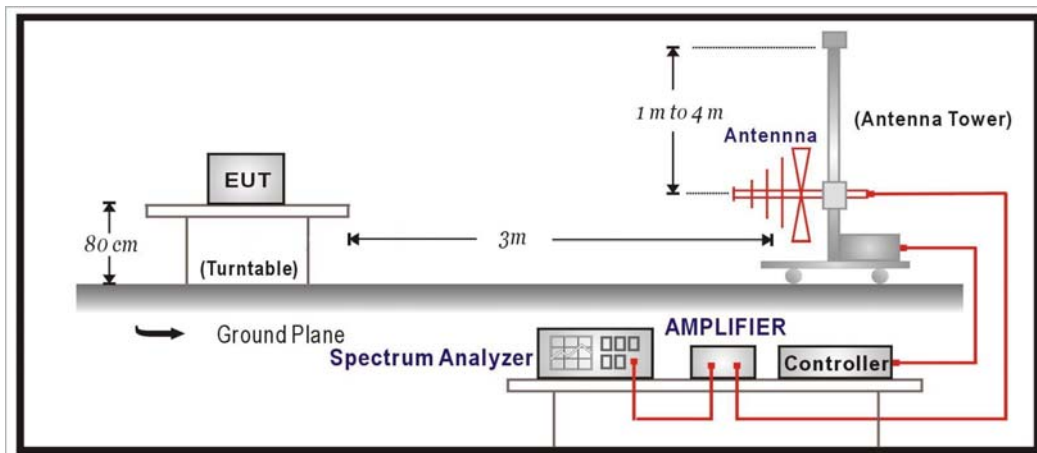 1 m to 4 m
(Antenna Tower)
Antennna
EUT
80 cm
3m
(Turntable)
Ground Plane
AMPLIFIER
Spectrum Analyzer
Controller